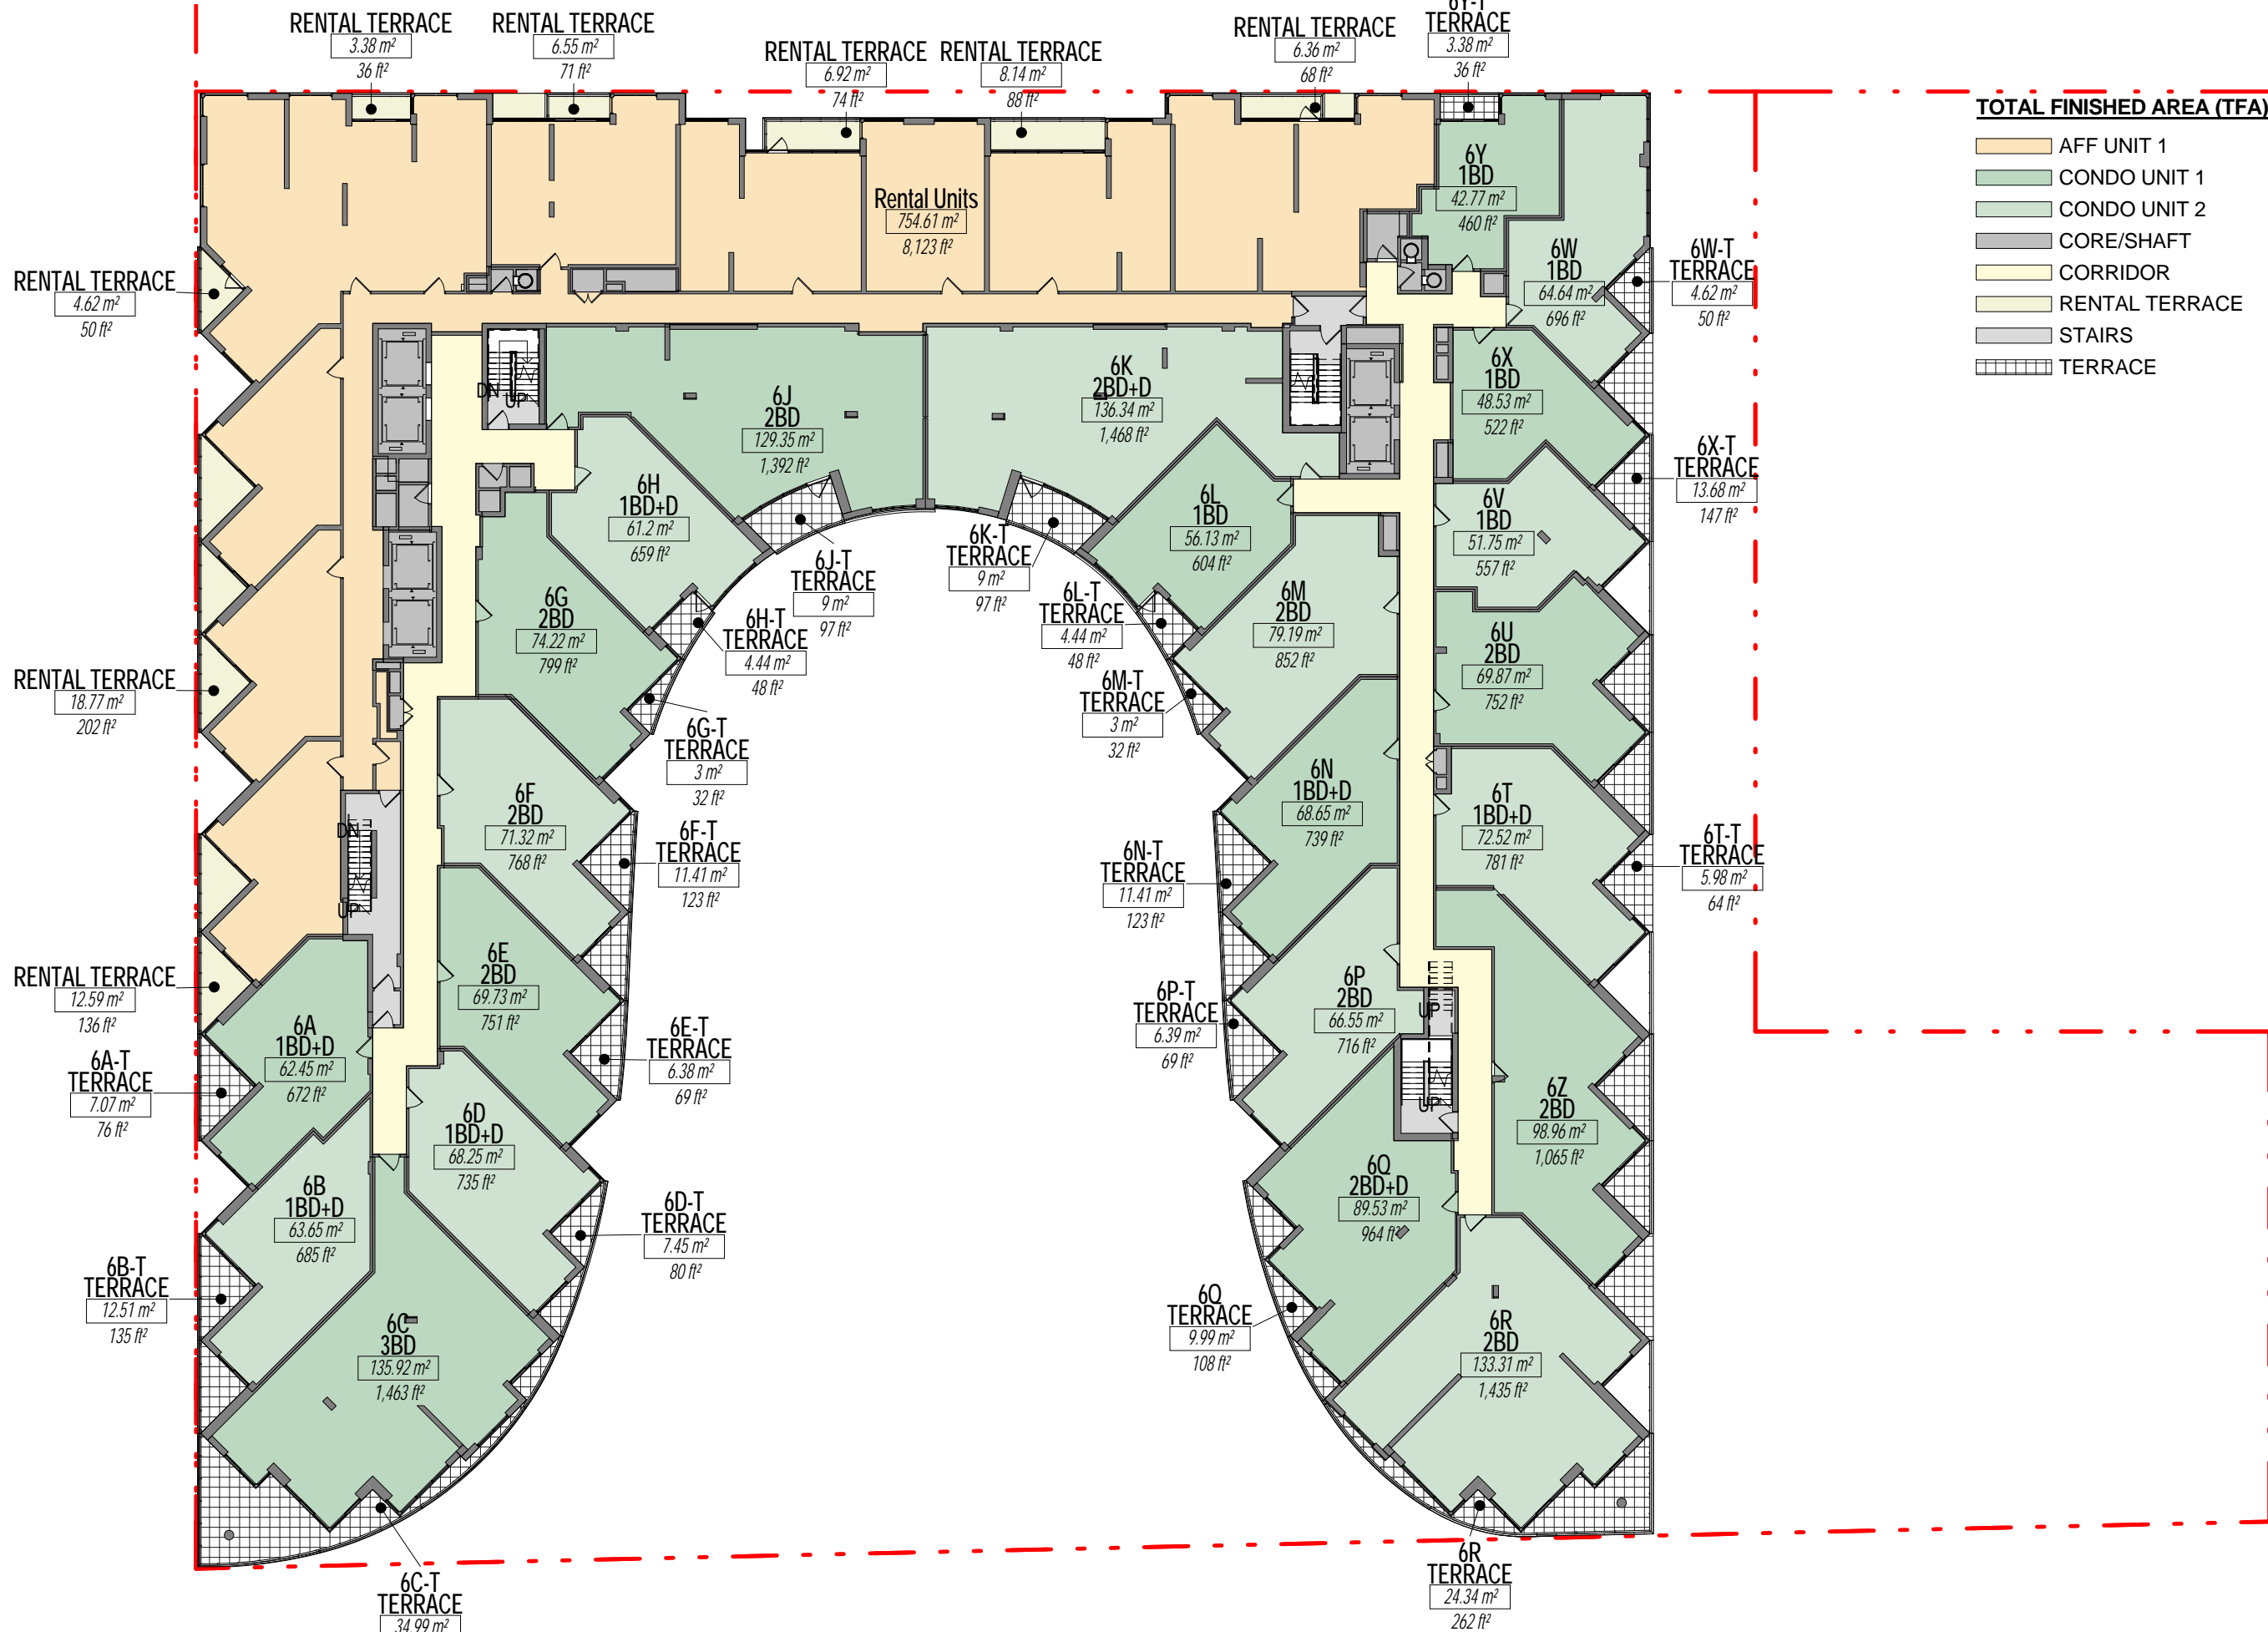 RENTAL TERRACE
3.38 m²
36 ft²
RENTAL TERRACE
6.55 m²
71 ft²
RENTAL TERRACE
6.92 m²
74 ft²
RENTAL TERRACE
8.14 m²
88 ft²
RENTAL TERRACE
6.36 m²
68 ft²
6Y-T
TERRACE
3.38 m²
36 ft²
TOTAL FINISHED AREA (TFA)
AFF UNIT 1
CONDO UNIT 1
CONDO UNIT 2
CORE/SHAFT
CORRIDOR
RENTAL TERRACE
STAIRS
TERRACE
Rental Units
754.61 m²
8,123 ft²
6Y
1BD
42.77 m²
460 ft²
6W
1BD
64.64 m²
696 ft²
6W-T
TERRACE
4.62 m²
50 ft²
RENTAL TERRACE
4.62 m²
50 ft²
DN
UP
6J
2BD
129.35 m²
1,392 ft²
6K
2BD+D
136.34 m²
1,468 ft²
6X
1BD
48.53 m²
522 ft²
6X-T
TERRACE
13.68 m²
147 ft²
6H
1BD+D
61.2 m²
659 ft²
6L
1BD
56.13 m²
604 ft²
6V
1BD
51.75 m²
557 ft²
6J-T
TERRACE
9 m²
97 ft²
6K-T
TERRACE
9 m²
97 ft²
6G
2BD
74.22 m²
799 ft²
6H-T
TERRACE
4.44 m²
48 ft²
6L-T
TERRACE
4.44 m²
48 ft²
6M
2BD
79.19 m²
852 ft²
6U
2BD
69.87 m²
752 ft²
RENTAL TERRACE
18.77 m²
202 ft²
6G-T
TERRACE
3 m²
32 ft²
6M-T
TERRACE
3 m²
32 ft²
6F
2BD
71.32 m²
768 ft²
6N
1BD+D
68.65 m²
739 ft²
6T
1BD+D
72.52 m²
781 ft²
DN
UP
6F-T
TERRACE
11.41 m²
123 ft²
6N-T
TERRACE
11.41 m²
123 ft²
6T-T
TERRACE
5.98 m²
64 ft²
RENTAL TERRACE
12.59 m²
136 ft²
6E
2BD
69.73 m²
751 ft²
6P
2BD
66.55 m²
716 ft²
UP
6A
1BD+D
62.45 m²
672 ft²
6E-T
TERRACE
6.38 m²
69 ft²
6P-T
TERRACE
6.39 m²
69 ft²
6A-T
TERRACE
7.07 m²
76 ft²
6D
1BD+D
68.25 m²
735 ft²
UP
6Z
2BD
98.96 m²
1,065 ft²
6B
1BD+D
63.65 m²
685 ft²
6Q
2BD+D
89.53 m²
964 ft²
6D-T
TERRACE
7.45 m²
80 ft²
6B-T
TERRACE
12.51 m²
135 ft²
6Q
TERRACE
9.99 m²
108 ft²
6C
3BD
135.92 m²
1,463 ft²
6R
2BD
133.31 m²
1,435 ft²
6C-T
TERRACE
34.99 m²
6R
TERRACE
24.34 m²
262 ft²